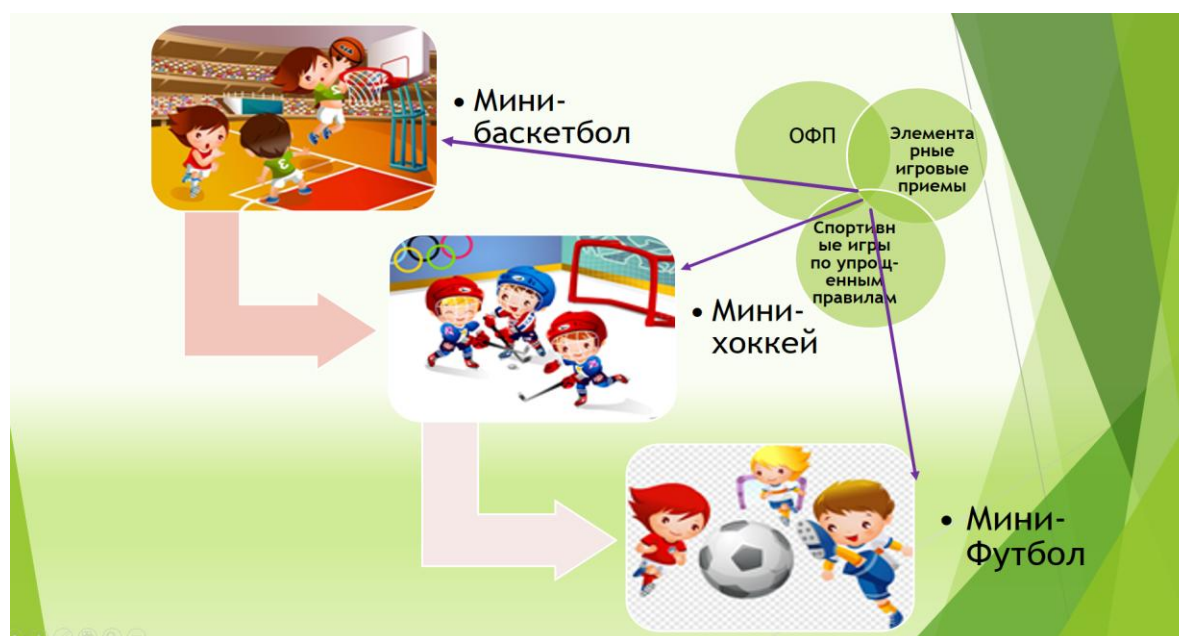 • Мини-
баскетбол
ОФП
Элемента
рные
игровые
приемы
Спортивн
ые игры
по упрощ-
енным
правилам
• Мини-
хоккей
• Мини-
Футбол